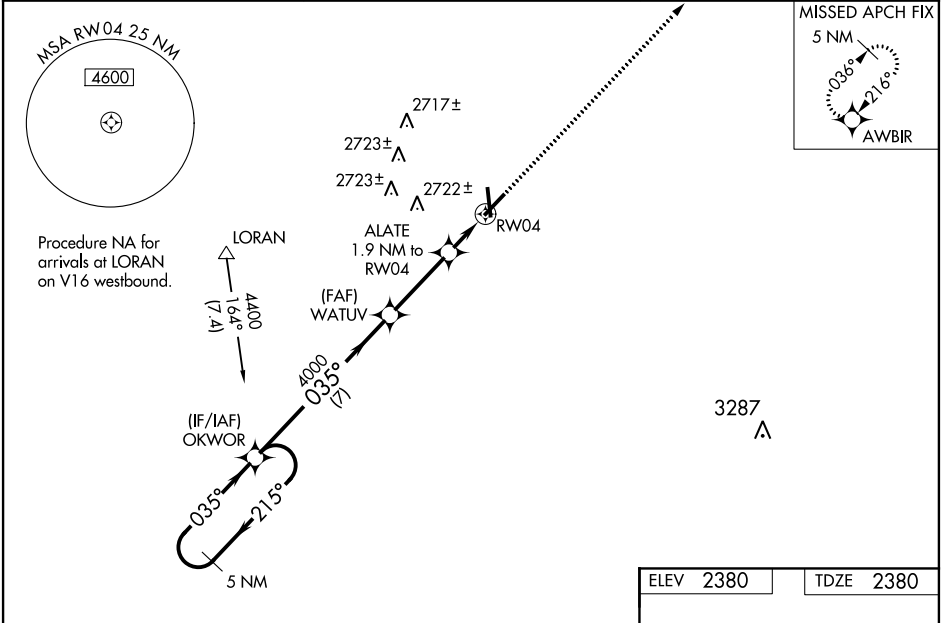 MSA RW04 25 NM
4600
MISSED APCH FIX
5 NM
036°
216°
AWBIR
2717±
2723±
2723±
2722±
Procedure NA for
arrivals at LORAN
on V16 westbound.
LORAN
ALATE
1.9 NM to
RW04
RW04
4400
164°
(7.4)
(FAF)
WATUV
4000
035°
(7)
3287
(IF/IAF)
OKWOR
035°
215°
5 NM
ELEV 2380
TDZE 2380